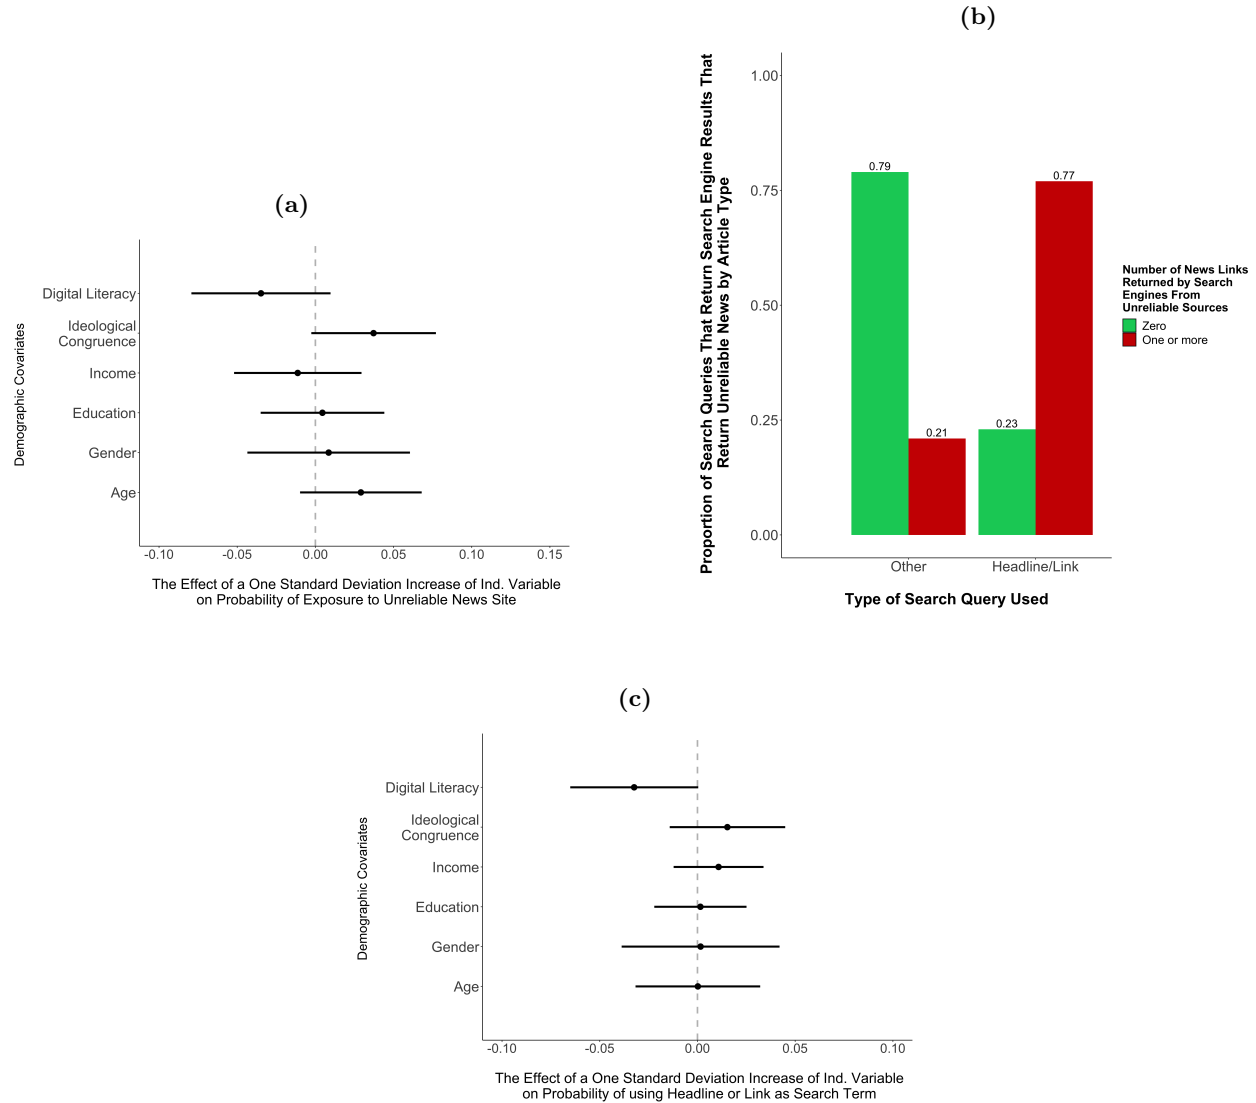 (a)
Demographic Covariates
Digital Literacy
Ideological
Congruence
Income
Education
Gender
Age
-0.10
-0.05
0.00
0.05
0.10
0.15
The Effect of a One Standard Deviation Increase of Ind. Variable
on Probability of Exposure to Unreliable News Site
(b)
Proportion of Search Queries That Return Search Engine Results That
Return Unreliable News by Article Type
1.00
0.75
0.50
0.25
0.00
0.79
0.21
0.23
0.77
Other
Headline/Link
Type of Search Query Used
Number of News Links
Returned by Search
Engines From
Unreliable Sources
Zero
One or more
(c)
Demographic Covariates
Digital Literacy
Ideological
Congruence
Income
Education
Gender
Age
-0.10
-0.05
0.00
0.05
0.10
The Effect of a One Standard Deviation Increase of Ind. Variable
on Probability of using Headline or Link as Search Term